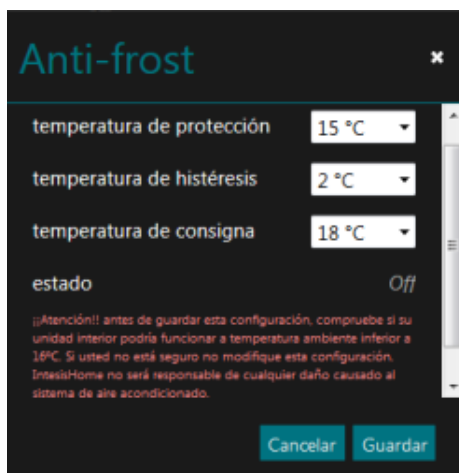 Anti-frost
temperatura de protección 15 °C
temperatura de histéresis 2 °C
temperatura de consigna 18 °C
estado Off
¡¡Atención!! antes de guardar esta configuración, compruebe si su
unidad interior podría funcionar a temperatura ambiente inferior a
16ºC. Si usted no está seguro no modifique esta configuración.
IntesisHome no será responsable de cualquier daño causado al
sistema de aire acondicionado.
Cancelar Guardar